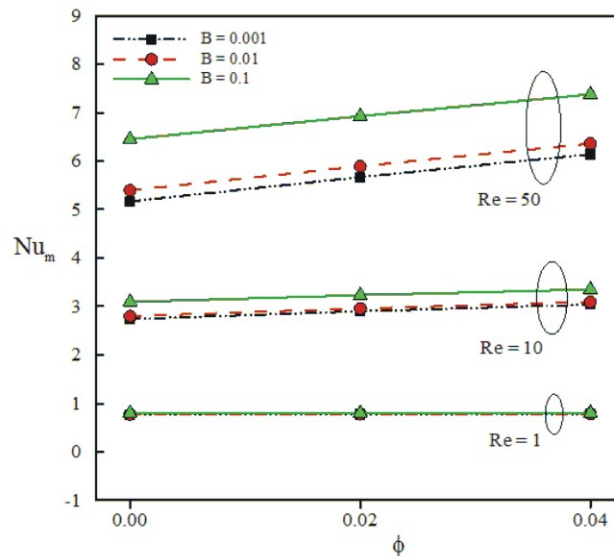 9
B = 0.001
B = 0.01
8
B = 0.1
7
6
5
Re = 50
Nu_m
4
3
2
Re = 10
1
Re = 1
0
-1
0.00 0.02 0.04
ϕ